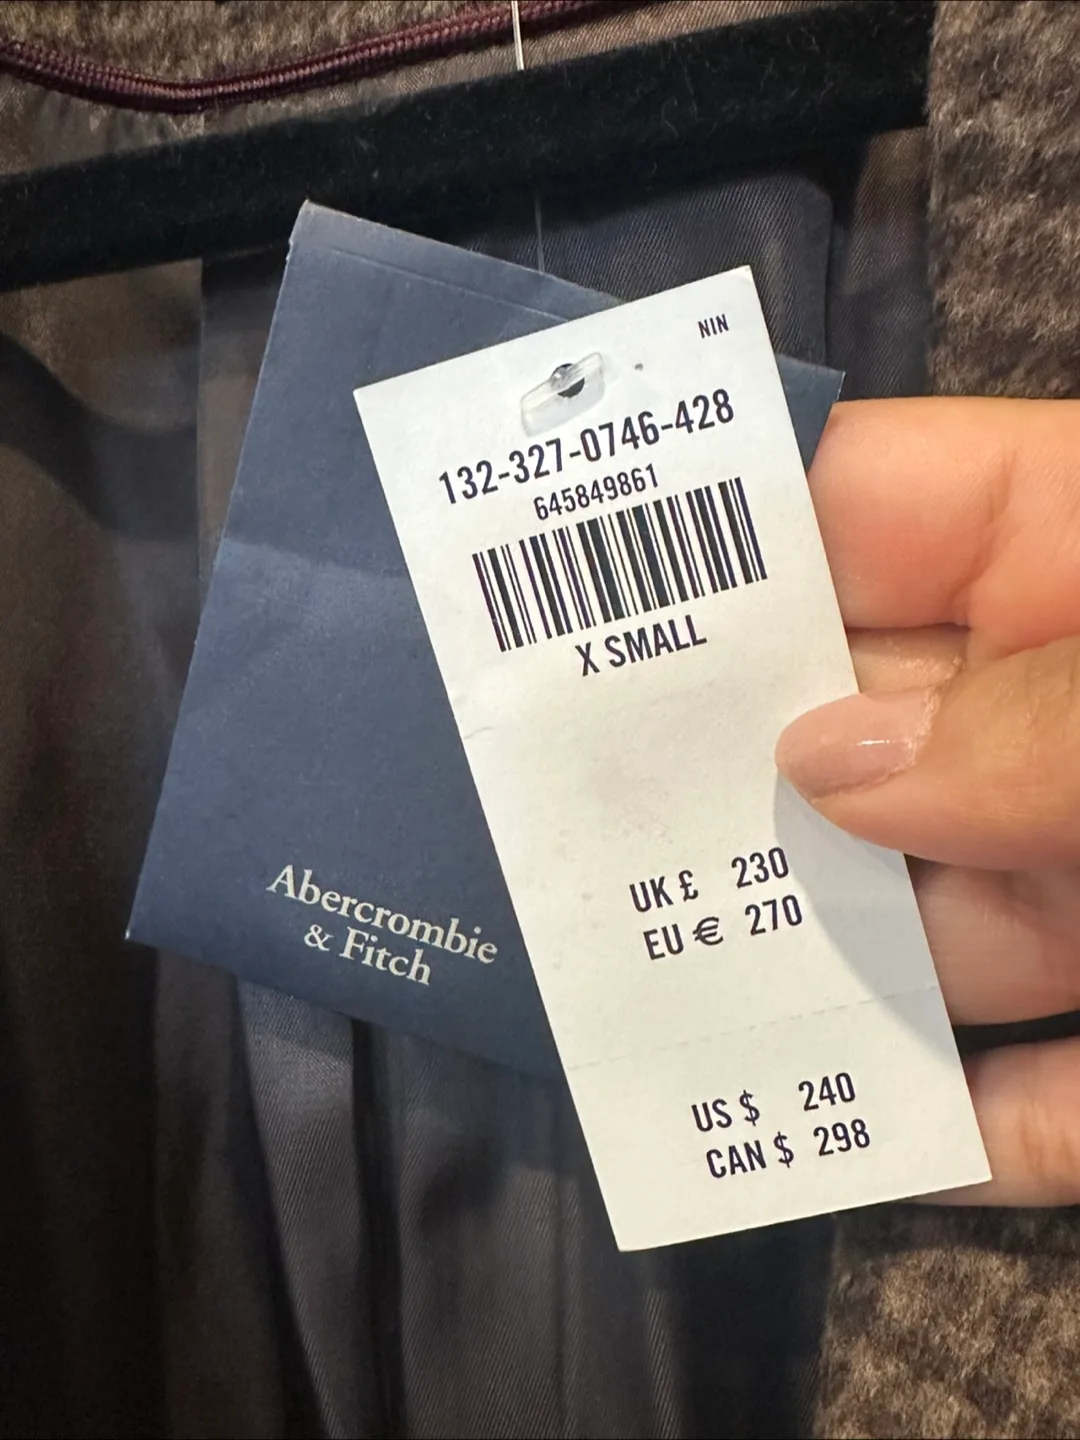 NIN
132-327-0746-428
645849861
X SMALL
UK £ 230
EU € 270
US $ 240
CAN $ 298
Abercrombie
& Fitch